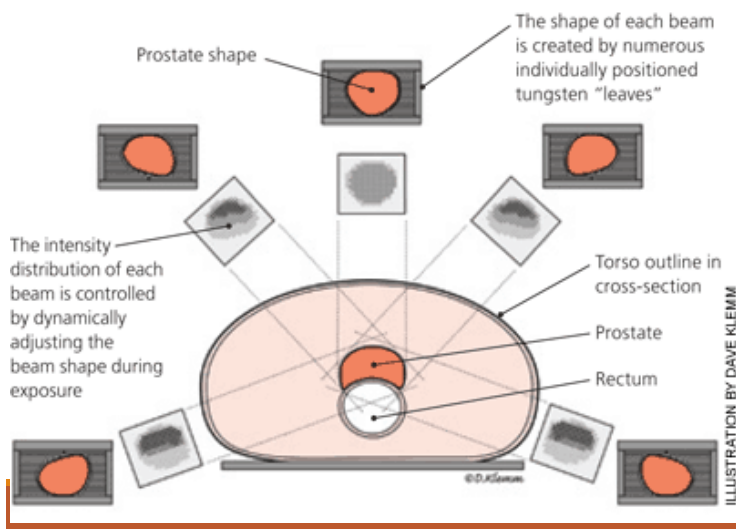 Prostate shape
The shape of each beam
is created by numerous
individually positioned
tungsten “leaves”
The intensity
distribution of each
beam is controlled
by dynamically
adjusting the
beam shape during
exposure
Torso outline in
cross-section
Prostate
Rectum
©D.Klemm
ILLUSTRATION BY DAVE KLEMM